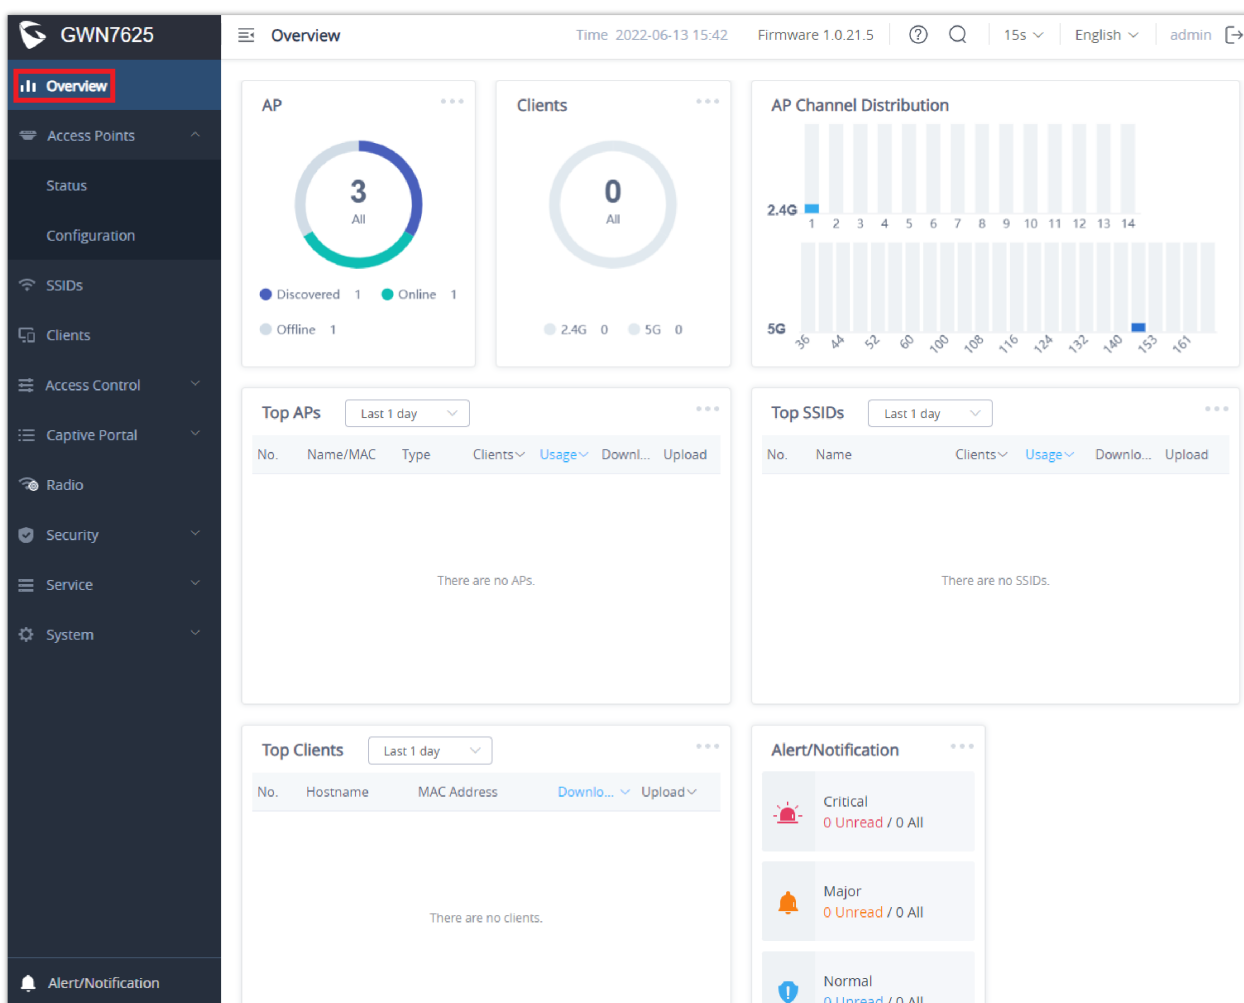 GWN7625
Overview
Time 2022-06-13 15:42
Firmware 1.0.21.5
15s
English
admin
Overview
Access Points
Status
Configuration
SSIDs
Clients
Access Control
Captive Portal
Radio
Security
Service
System
Alert/Notification
AP
3
All
Discovered 1 Online 1
Offline 1
Clients
0
All
2.4G 0 5G 0
AP Channel Distribution
2.4G
1 2 3 4 5 6 7 8 9 10 11 12 13 14
5G
36 44 52 60 100 108 116 124 132 140 153 161
Top APs Last 1 day
No. Name/MAC Type Clients Usage Downl... Upload
There are no APs.
Top SSIDs Last 1 day
No. Name Clients Usage Downlo... Upload
There are no SSIDs.
Top Clients Last 1 day
No. Hostname MAC Address Downlo... Upload
There are no clients.
Alert/Notification
Critical
0 Unread / 0 All
Major
0 Unread / 0 All
Normal
0 Unread / 0 All